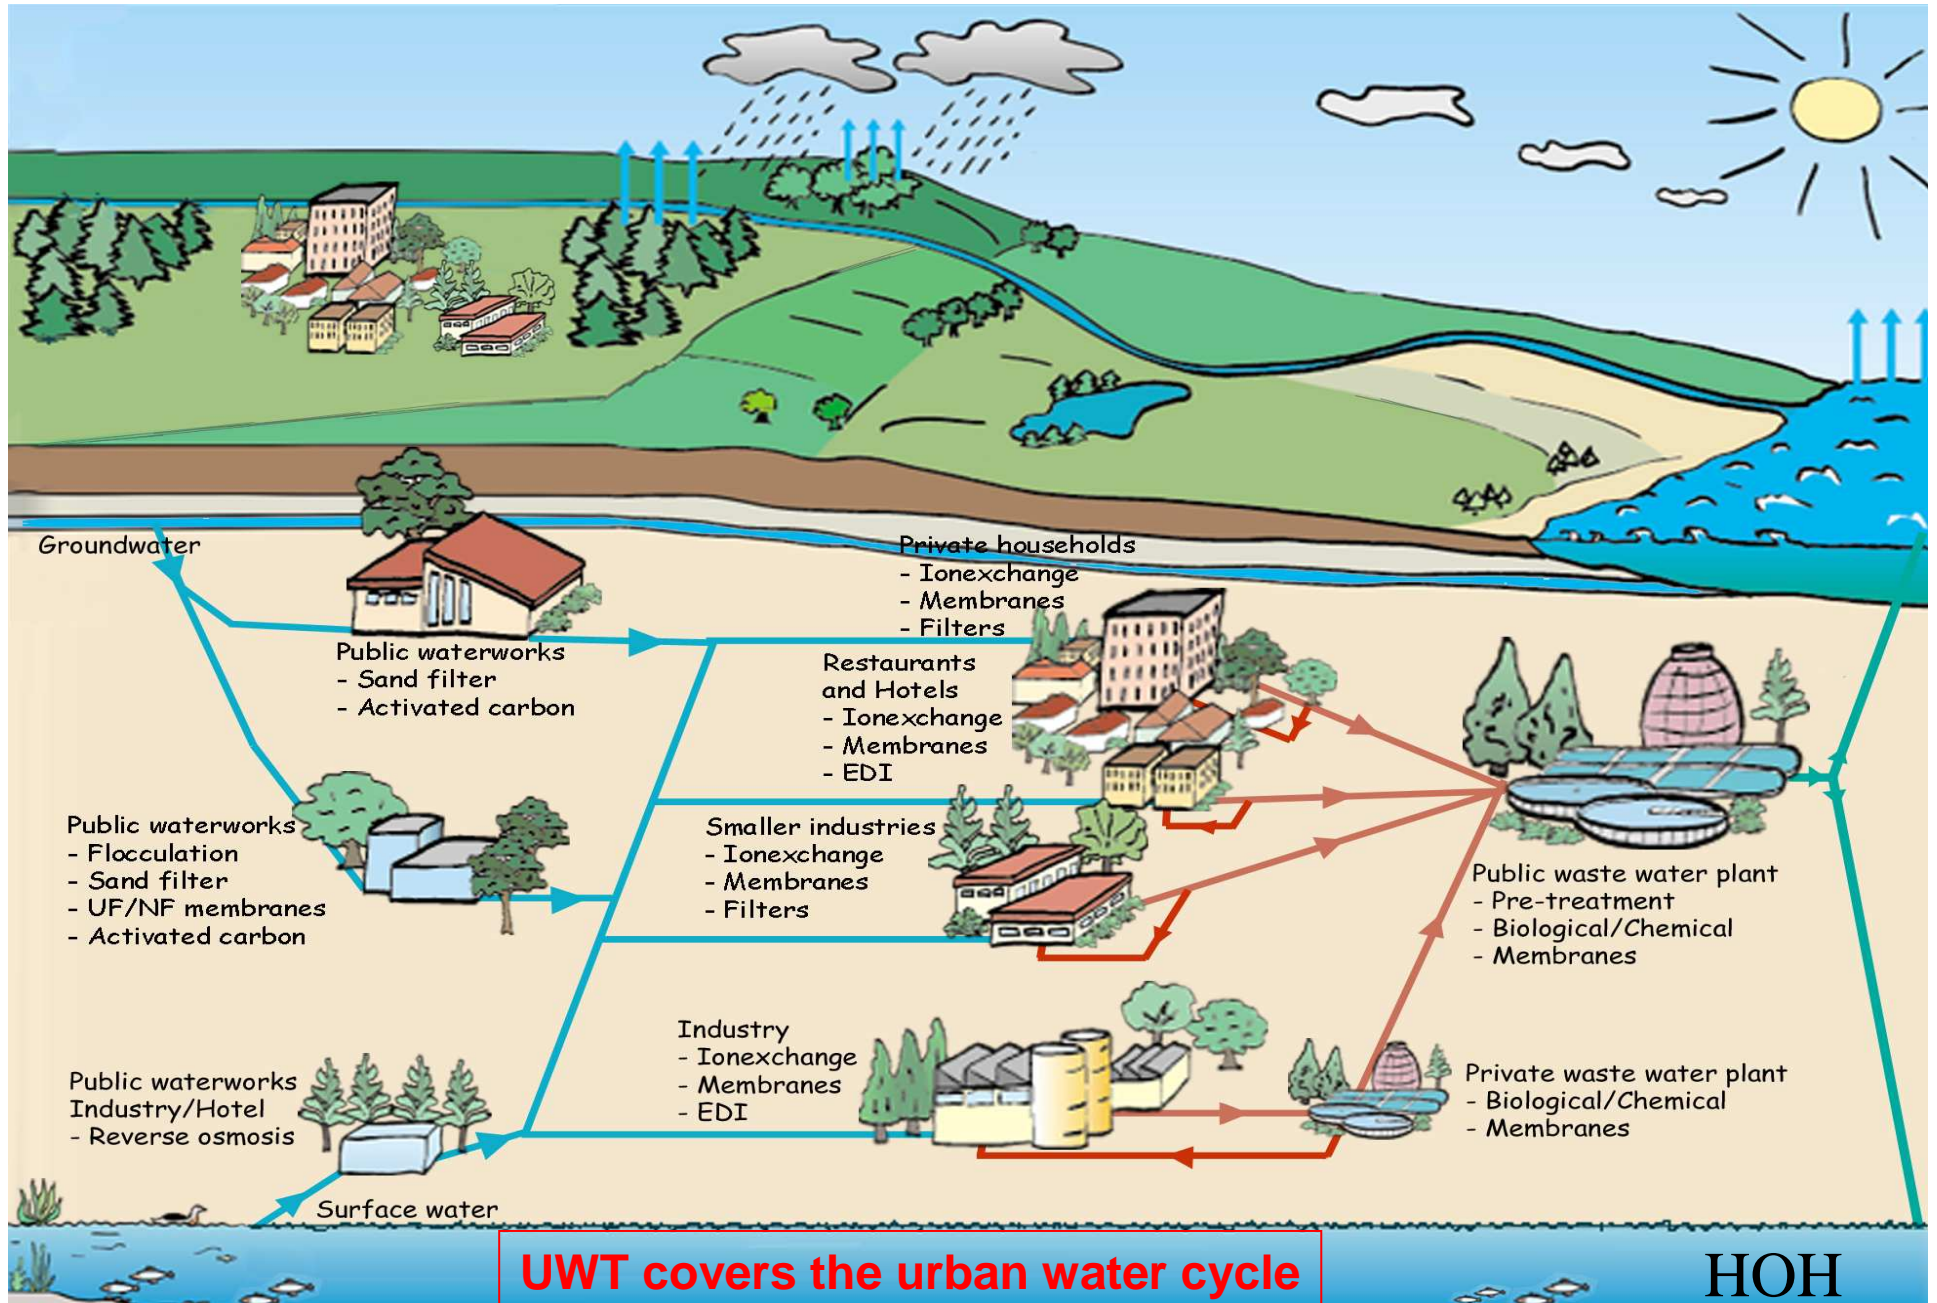 Groundwater
Private households
- Ionexchange
- Membranes
- Filters
Public waterworks
- Sand filter
- Activated carbon
Restaurants
and Hotels
- Ionexchange
- Membranes
- EDI
Public waterworks
- Flocculation
- Sand filter
- UF/NF membranes
- Activated carbon
Smaller industries
- Ionexchange
- Membranes
- Filters
Public waste water plant
- Pre-treatment
- Biological/Chemical
- Membranes
Industry
- Ionexchange
- Membranes
- EDI
Public waterworks
Industry/Hotel
- Reverse osmosis
Private waste water plant
- Biological/Chemical
- Membranes
Surface water
UWT covers the urban water cycle
HOH